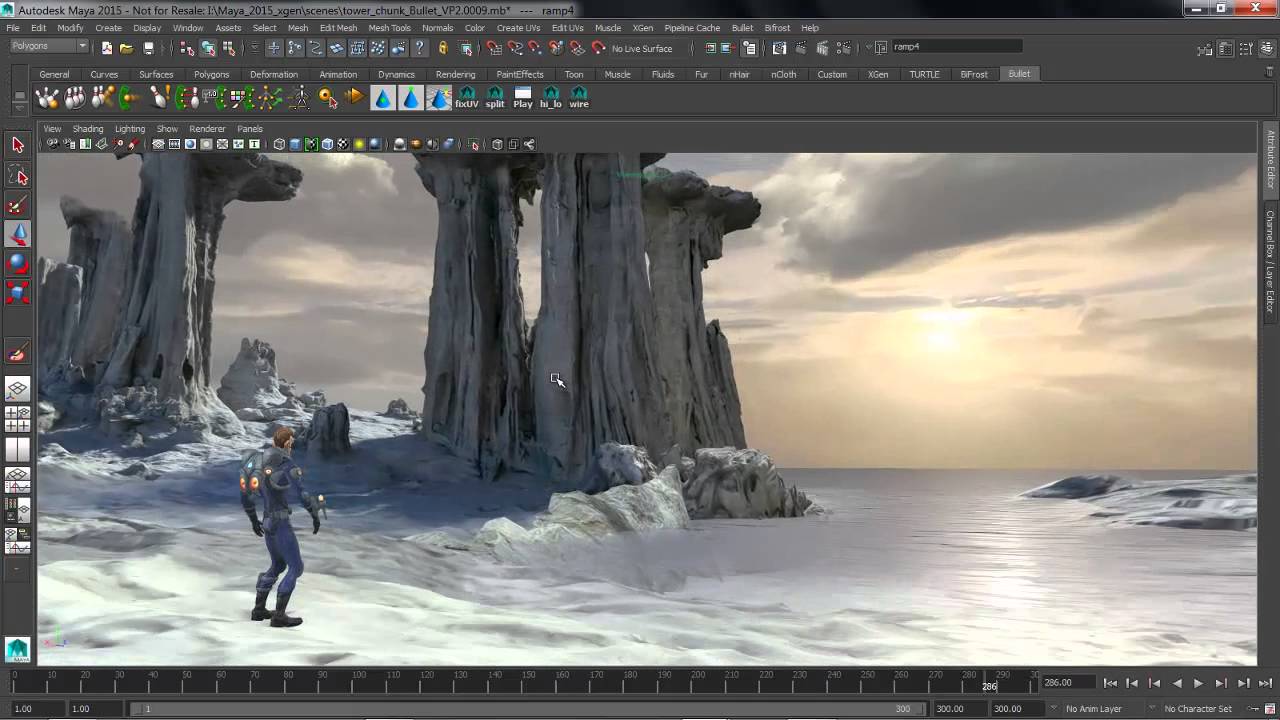 Autodesk Maya 2015 - Not for Resale: I:\Maya_2015_xgen\scenes\tower_chunk_Bullet_VP2.0009.mb* --- ramp4
File Edit Modify Create Display Window Assets Select Mesh Edit Mesh Mesh Tools Normals Color Create UVs Edit UVs Muscle XGen Pipeline Cache Bullet Bifrost Help
Polygons No Live Surface ramp4
General Curves Surfaces Polygons Deformation Animation Dynamics Rendering PaintEffects Toon Muscle Fluids Fur nHair nCloth Custom XGen TURTLE BiFrost Bullet
fixUV split Play hi_lo wire
View Shading Lighting Show Renderer Panels
Attribute Editor
Channel Box / Layer Editor
0 10 20 30 40 50 60 70 80 90 100 110 120 130 140 150 160 170 180 190 200 210 220 230 240 250 260 270 280 290 286 286.00
1.00 1.00 1 300 300.00 300.00 No Anim Layer No Character Set